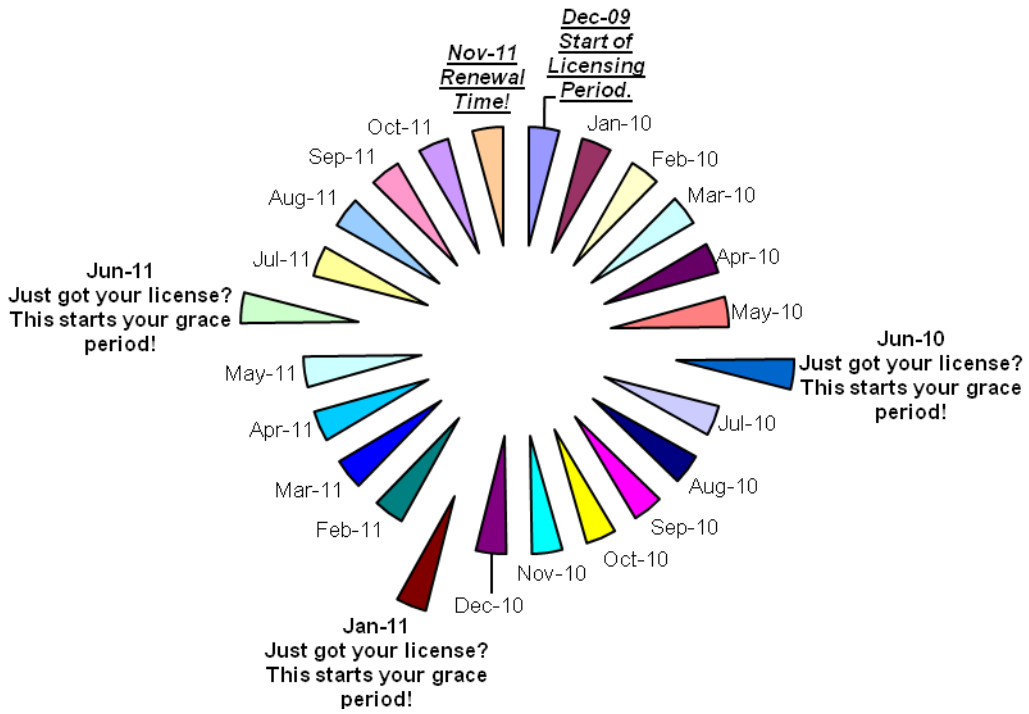 Dec-09
Start of
Licensing
Period.
Jan-10
Feb-10
Mar-10
Apr-10
May-10
Jun-10
Just got your license?
This starts your grace
period!
Jul-10
Aug-10
Sep-10
Oct-10
Nov-10
Dec-10
Jan-11
Just got your license?
This starts your grace
period!
Feb-11
Mar-11
Apr-11
May-11
Jun-11
Just got your license?
This starts your grace
period!
Jul-11
Aug-11
Sep-11
Oct-11
Nov-11
Renewal
Time!